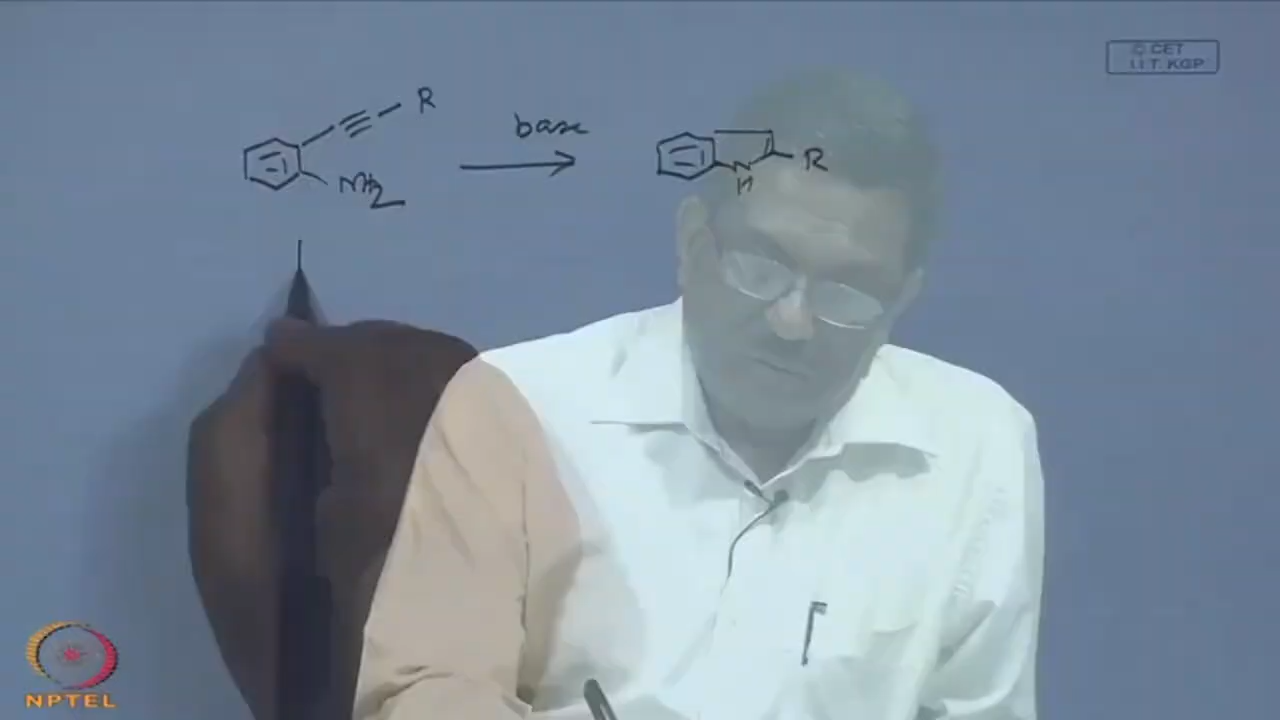 © CET
I.I.T. KGP
R
base
NH2
N
H
R
NPTEL